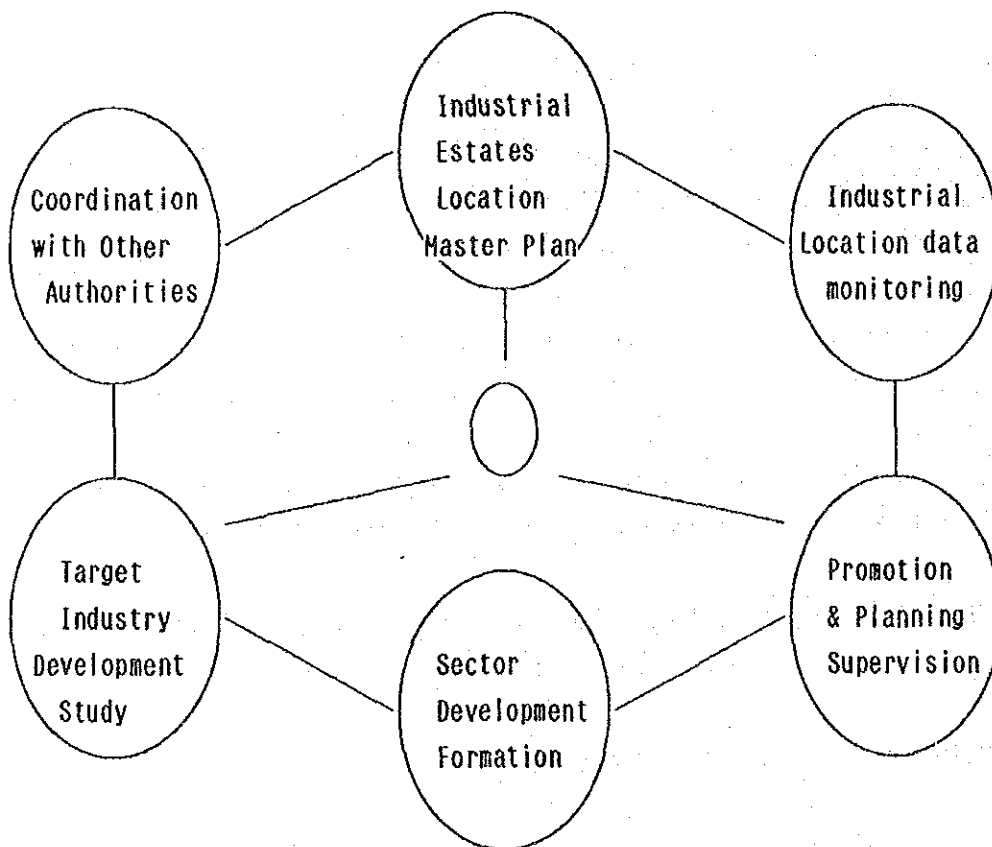 Industrial
Estates
Location
Master Plan
Coordination
with Other
Authorities
Industrial
Location data
monitoring
Target
Industry
Development
Study
Sector
Development
Formation
Promotion
& Planning
Supervision